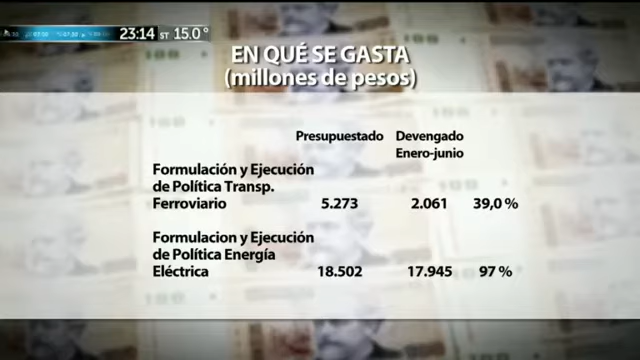 23:14 ST 15.0°
EN QUÉ SE GASTA
(millones de pesos)
Presupuestado Devengado
Enero-junio
Formulación y Ejecución
de Política Transp.
Ferroviario 5.273 2.061 39,0 %
Formulacion y Ejecución
de Política Energía
Eléctrica 18.502 17.945 97 %